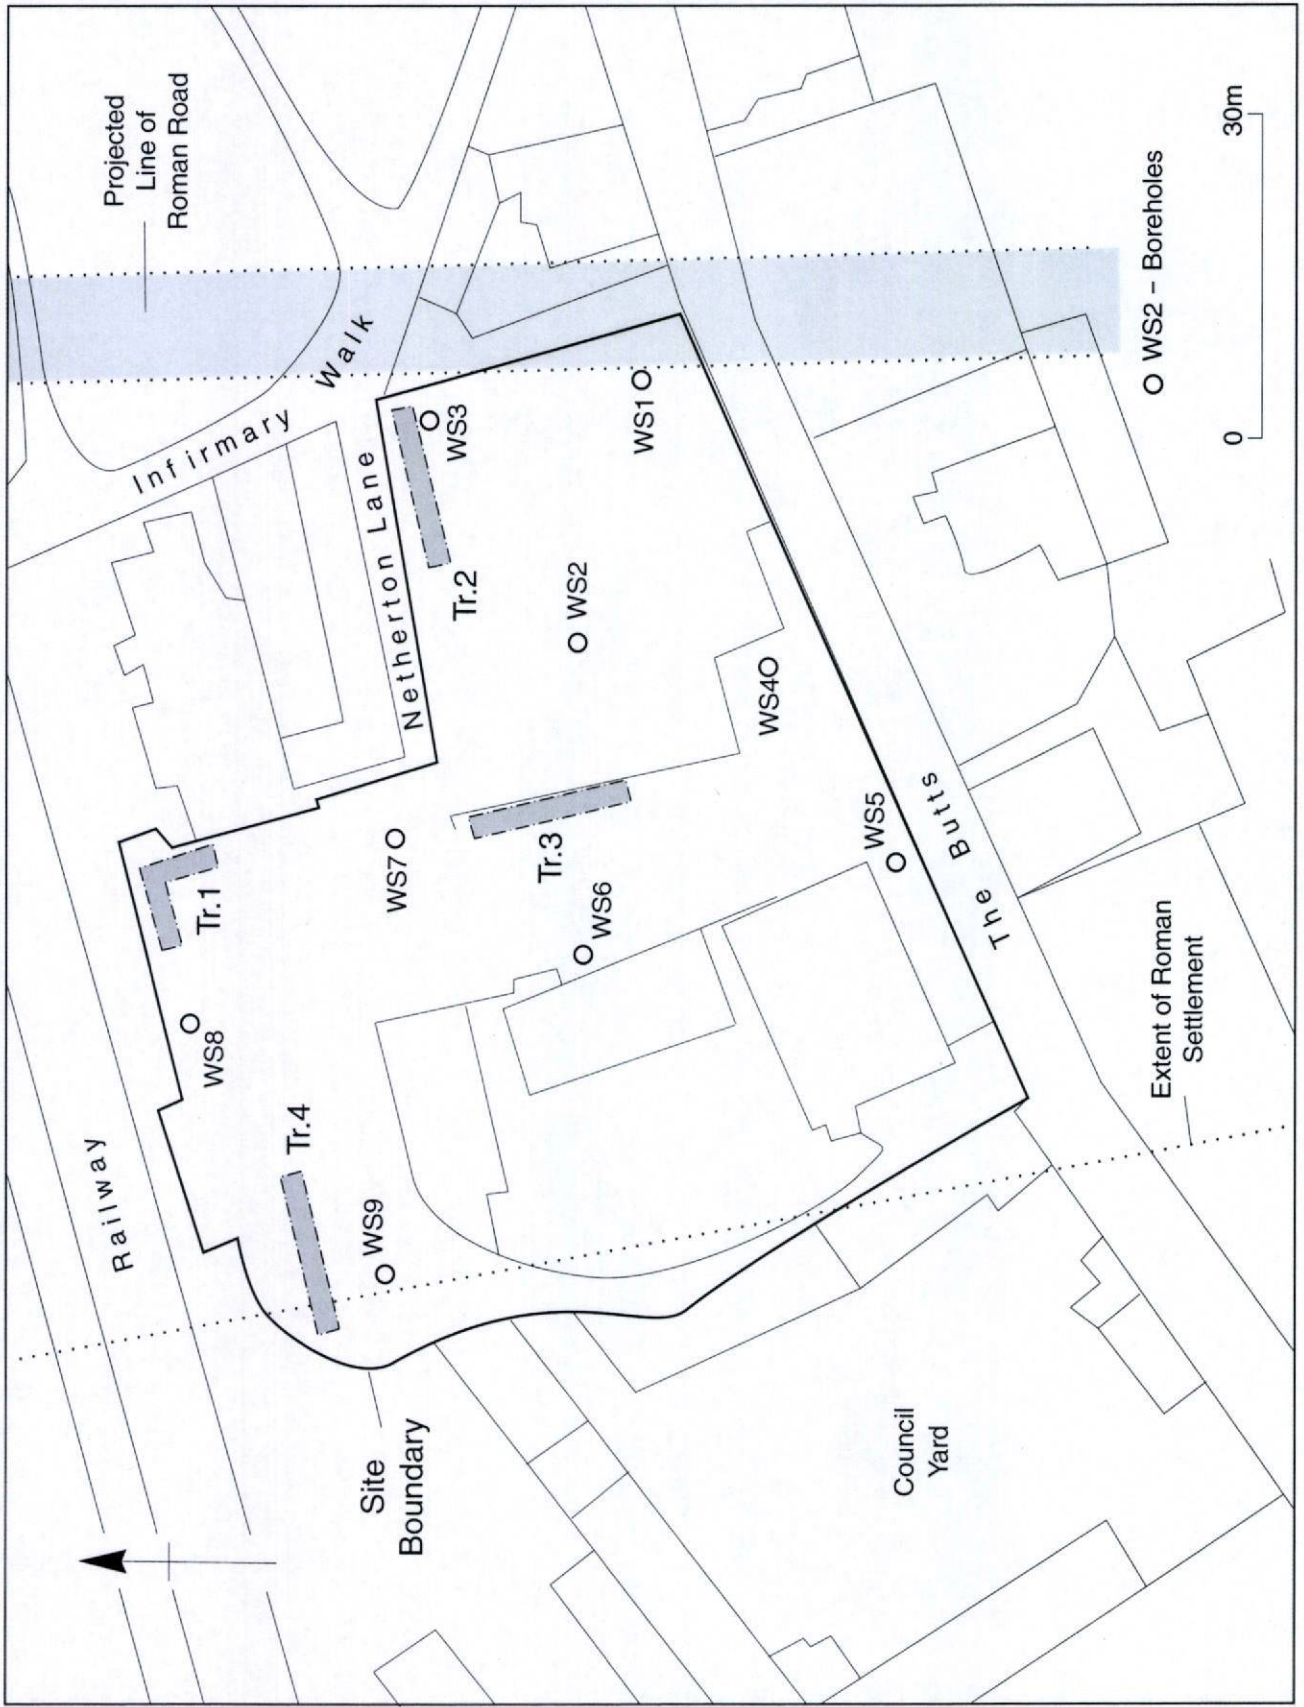 Railway
Tr.4
WS9
WS8
Tr.1
WS7
Tr.3
WS6
Site
Boundary
Council
Yard
Projected
Line of
Roman Road
Infirmary Walk
Netherton Lane
Tr.2
WS3
WS2
WS1
WS4
WS5
The Butts
Extent of Roman
Settlement
WS2 – Boreholes
0 30m